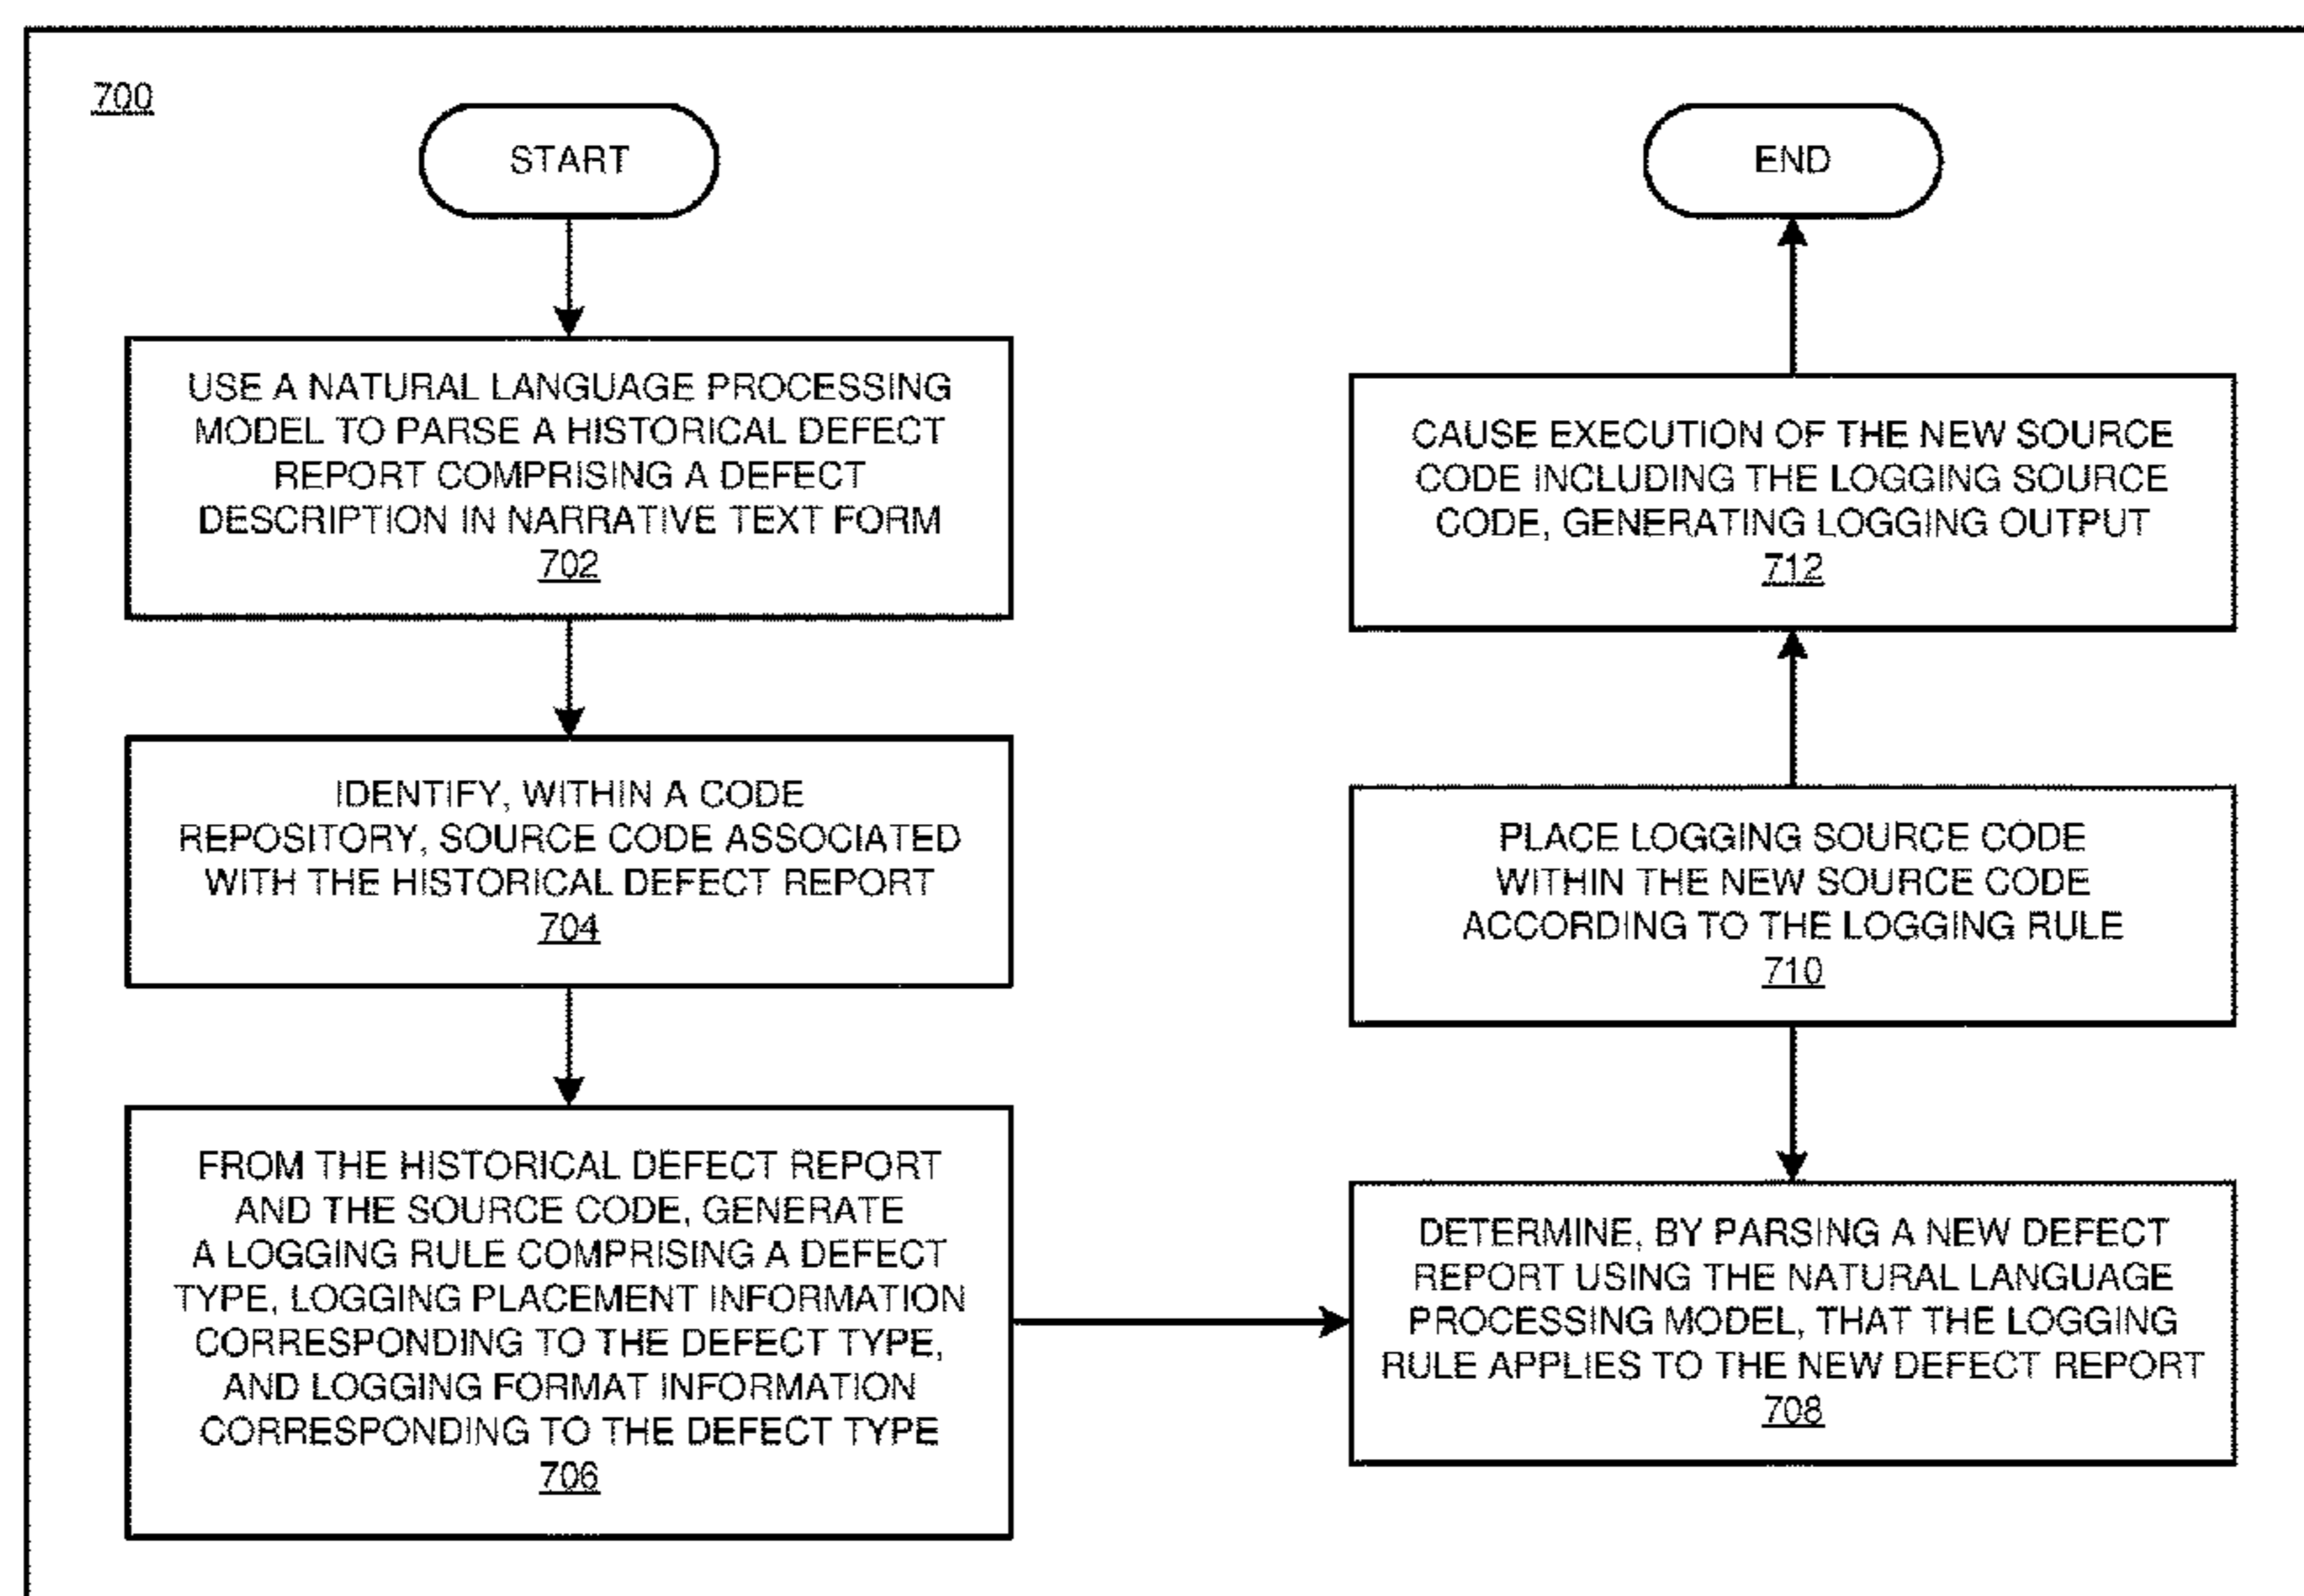 700
START
USE A NATURAL LANGUAGE PROCESSING
MODEL TO PARSE A HISTORICAL DEFECT
REPORT COMPRISING A DEFECT
DESCRIPTION IN NARRATIVE TEXT FORM
702
IDENTIFY, WITHIN A CODE
REPOSITORY, SOURCE CODE ASSOCIATED
WITH THE HISTORICAL DEFECT REPORT
704
FROM THE HISTORICAL DEFECT REPORT
AND THE SOURCE CODE, GENERATE
A LOGGING RULE COMPRISING A DEFECT
TYPE, LOGGING PLACEMENT INFORMATION
CORRESPONDING TO THE DEFECT TYPE,
AND LOGGING FORMAT INFORMATION
CORRESPONDING TO THE DEFECT TYPE
706
END
CAUSE EXECUTION OF THE NEW SOURCE
CODE INCLUDING THE LOGGING SOURCE
CODE, GENERATING LOGGING OUTPUT
712
PLACE LOGGING SOURCE CODE
WITHIN THE NEW SOURCE CODE
ACCORDING TO THE LOGGING RULE
710
DETERMINE, BY PARSING A NEW DEFECT
REPORT USING THE NATURAL LANGUAGE
PROCESSING MODEL, THAT THE LOGGING
RULE APPLIES TO THE NEW DEFECT REPORT
708